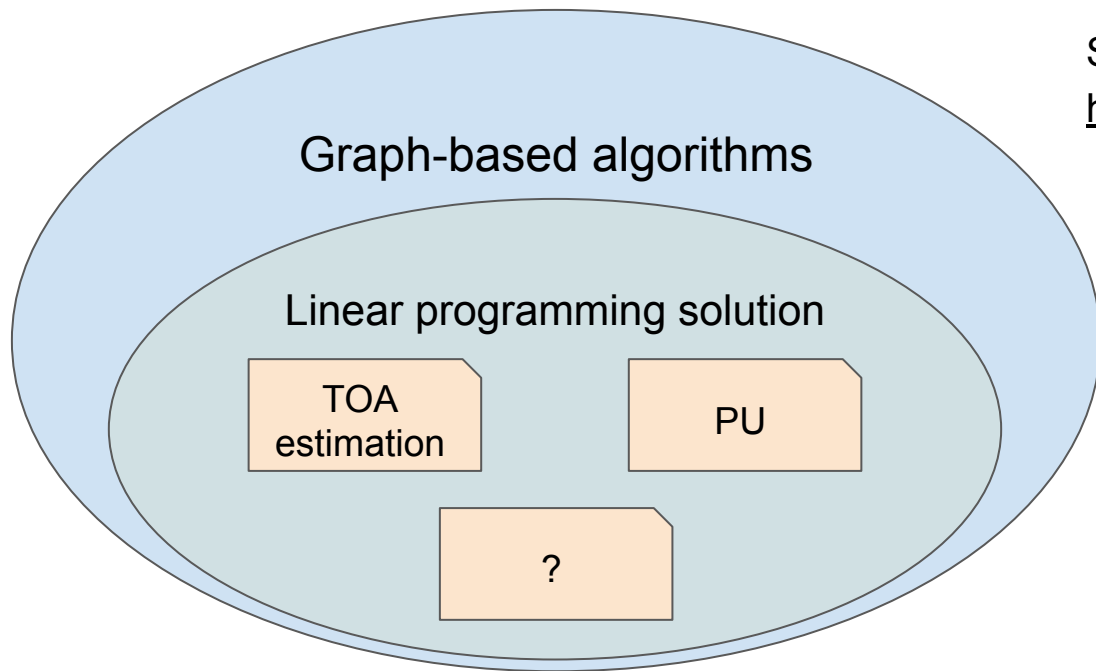 S
h
Graph-based algorithms
Linear programming solution
TOA
estimation
PU
?